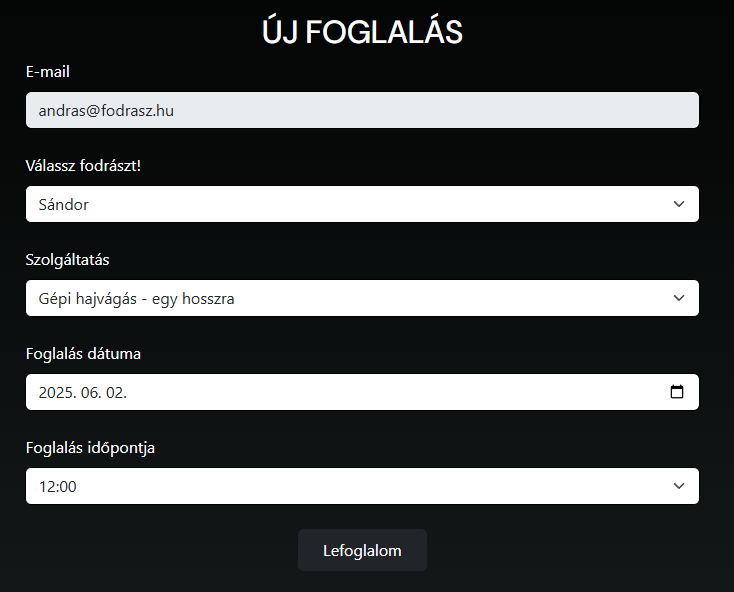 ÚJ FOGLALÁS
E-mail
andras@fodrasz.hu
Válassz fodrászt!
Sándor
Szolgáltatás
Gépi hajvágás - egy hosszra
Foglalás dátuma
2025. 06. 02.
Foglalás időpontja
12:00
Lefoglalom